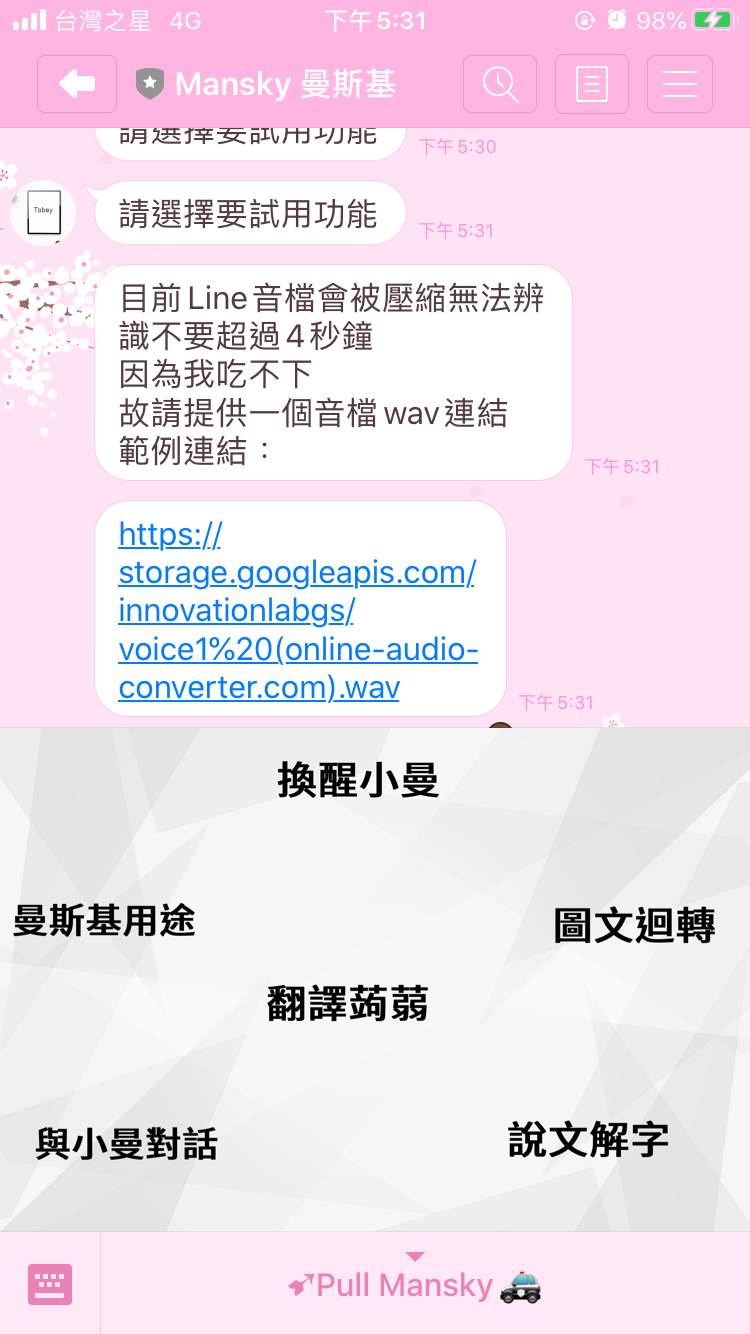 台灣之星 4G 下午5:31 98%
Mansky 曼斯基
請選擇要試用功能
下午5:30
Tobey
請選擇要試用功能
下午5:31
目前Line音檔會被壓縮無法辨
識不要超過4秒鐘
因為我吃不下
故請提供一個音檔wav連結
範例連結：
下午5:31
https://
storage.googleapis.com/
innovationlabgs/
voice1%20(online-audio-
converter.com).wav
下午5:31
換醒小曼
曼斯基用途
圖文迴轉
翻譯蒟蒻
與小曼對話
說文解字
Pull Mansky